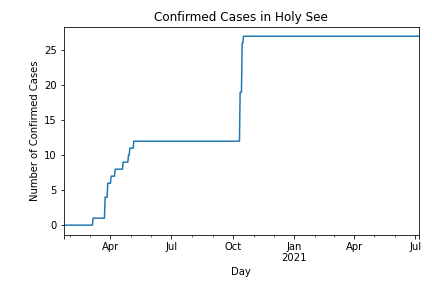 Confirmed Cases in Holy See
Number of Confirmed Cases
25
20
15
10
5
0
Apr
Jul
Oct
Jan
2021
Apr
Jul
Day